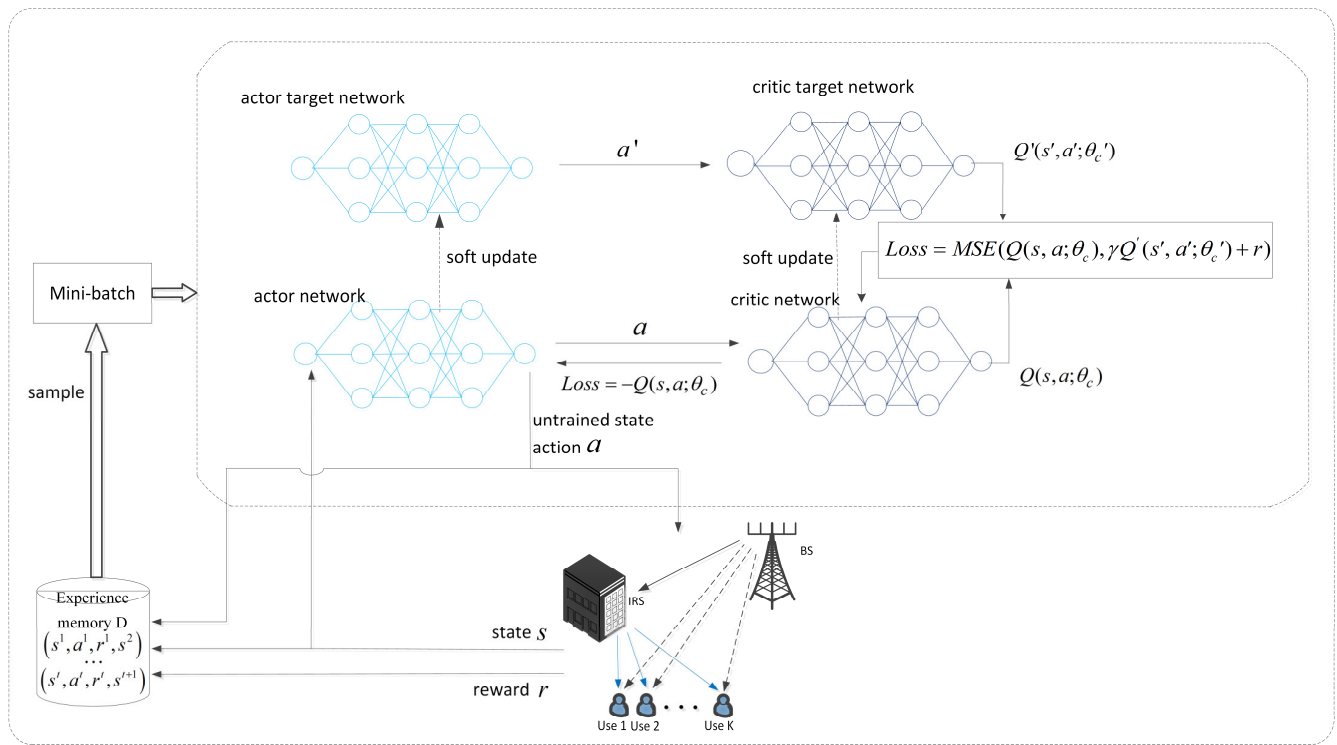 actor target network
critic target network
a'
Q'(s',a';θc')
soft update
soft update
Loss = MSE(Q(s,a;θc),γQ'(s',a';θc')+r)
Mini-batch
actor network
critic network
a
Loss = −Q(s,a;θc)
Q(s,a;θc)
sample
untrained state
action a
BS
IRS
Experience
memory D
(s¹,a¹,r¹,s²)
...
(sᵗ,aᵗ,rᵗ,sᵗ⁺¹)
state s
reward r
Use 1 Use 2 • • • Use K